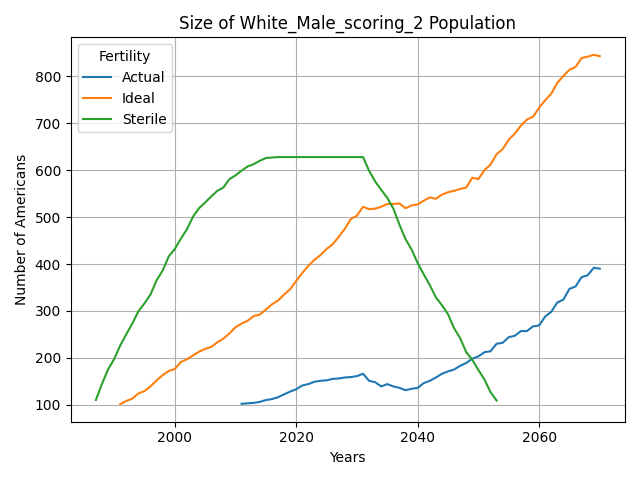 Size of White_Male_scoring_2 Population
Fertility
Actual
Ideal
Sterile
Number of Americans
800
700
600
500
400
300
200
100
2000 2020 2040 2060
Years